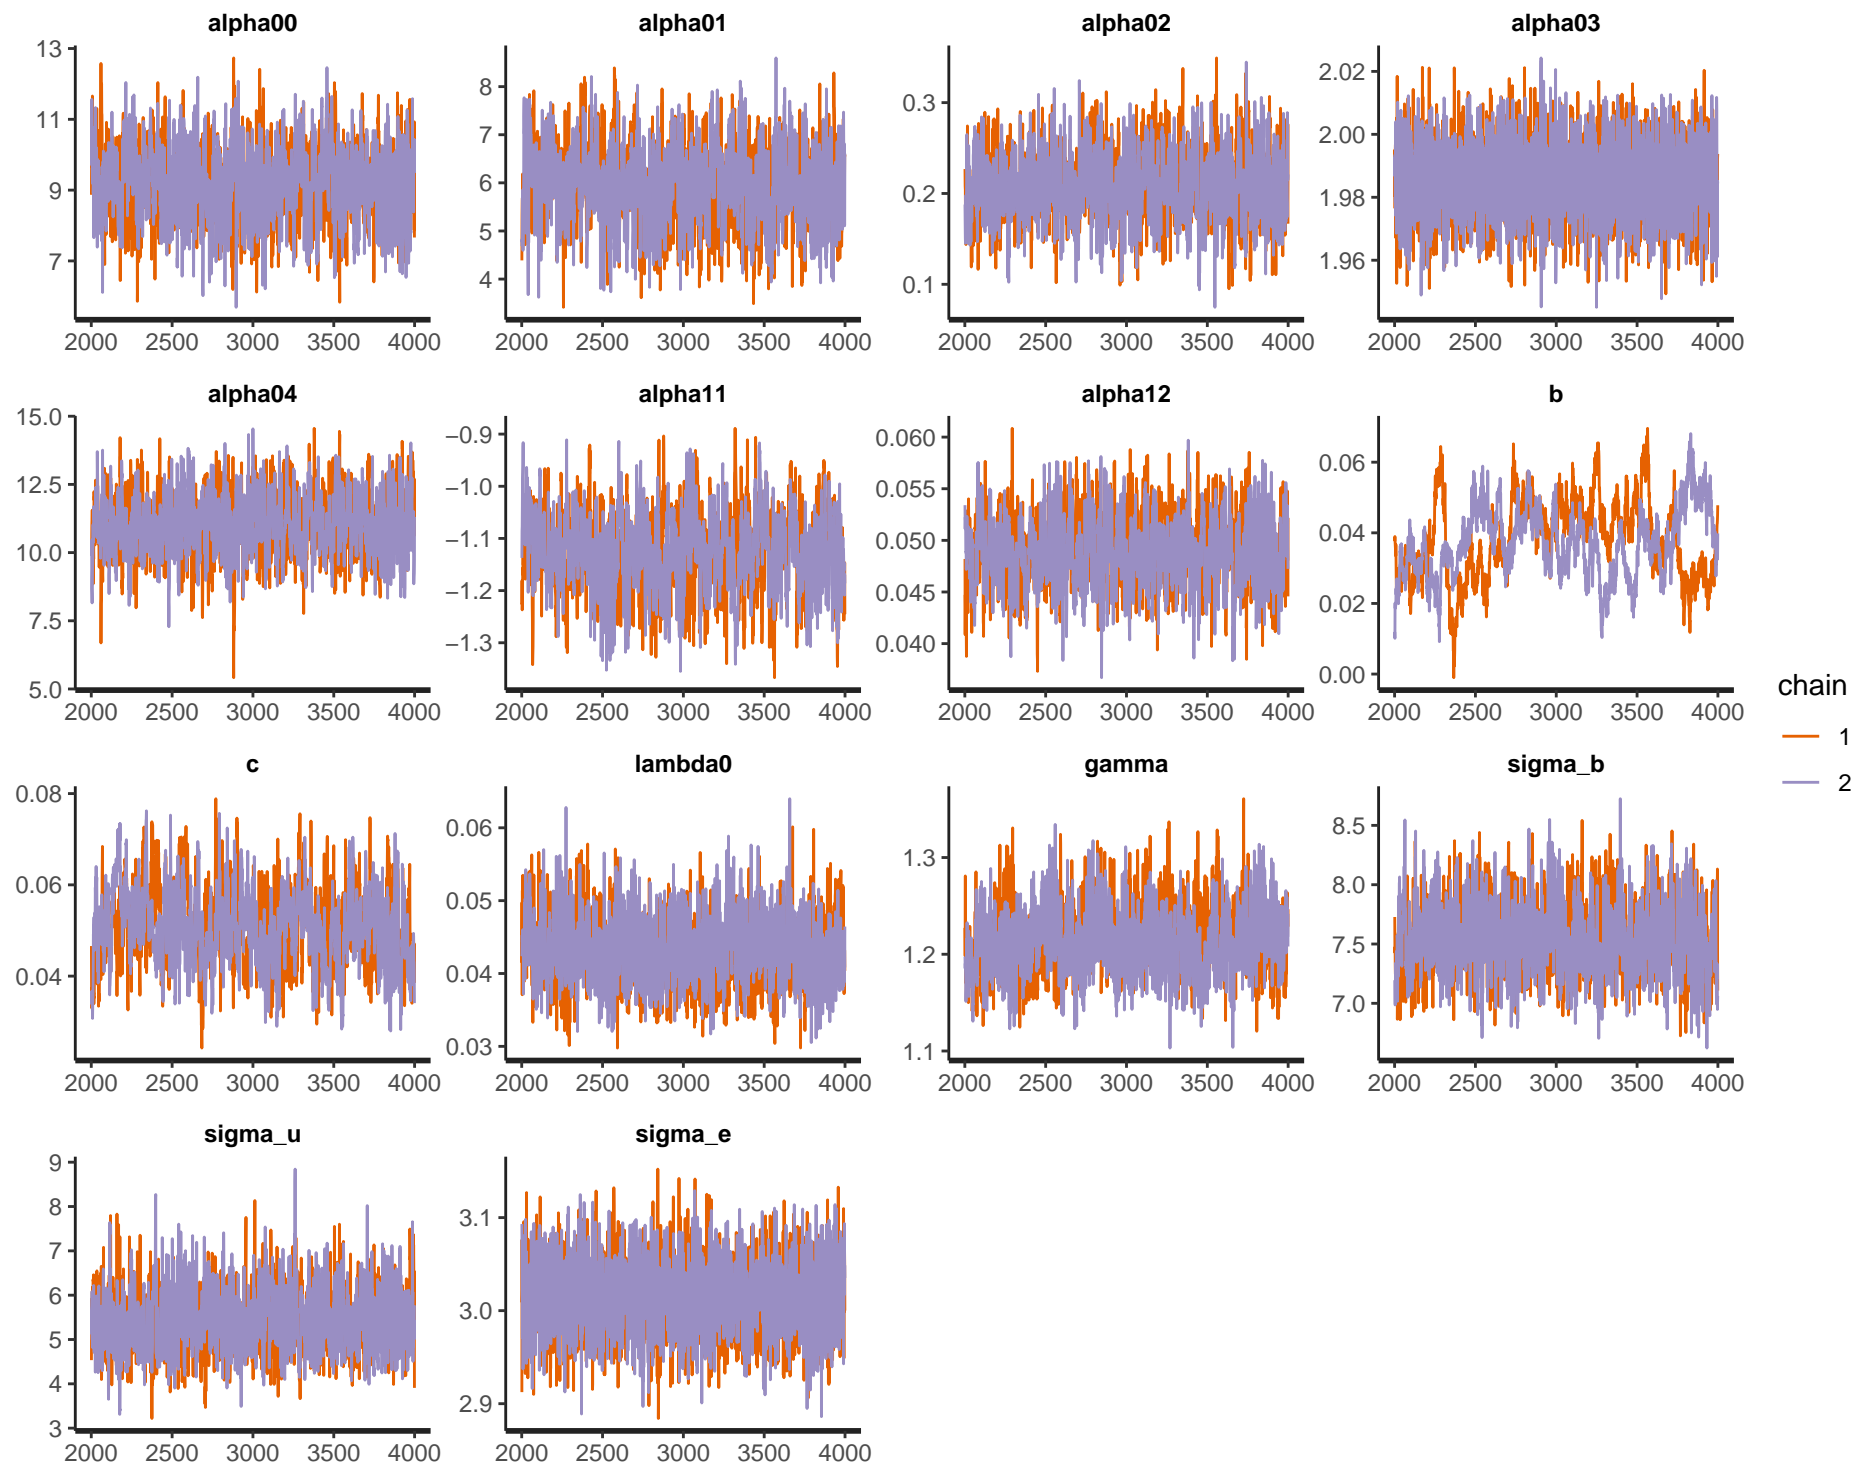 alpha00 alpha01 alpha02 alpha03
13 11 9 7
8 7 6 5 4
0.3 0.2 0.1
2.02 2.00 1.98 1.96
2000 2500 3000 3500 4000 2000 2500 3000 3500 4000 2000 2500 3000 3500 4000 2000 2500 3000 3500 4000
alpha04 alpha11 alpha12 b
15.0 12.5 10.0 7.5 5.0
−0.9 −1.0 −1.1 −1.2 −1.3
0.060 0.055 0.050 0.045 0.040
0.06 0.04 0.02 0.00
2000 2500 3000 3500 4000 2000 2500 3000 3500 4000 2000 2500 3000 3500 4000 2000 2500 3000 3500 4000
chain
1
2
c lambda0 gamma sigma_b
0.08 0.06 0.04
0.06 0.05 0.04 0.03
1.3 1.2 1.1
8.5 8.0 7.5 7.0
2000 2500 3000 3500 4000 2000 2500 3000 3500 4000 2000 2500 3000 3500 4000 2000 2500 3000 3500 4000
sigma_u sigma_e
9 8 7 6 5 4 3
3.1 3.0 2.9
2000 2500 3000 3500 4000 2000 2500 3000 3500 4000